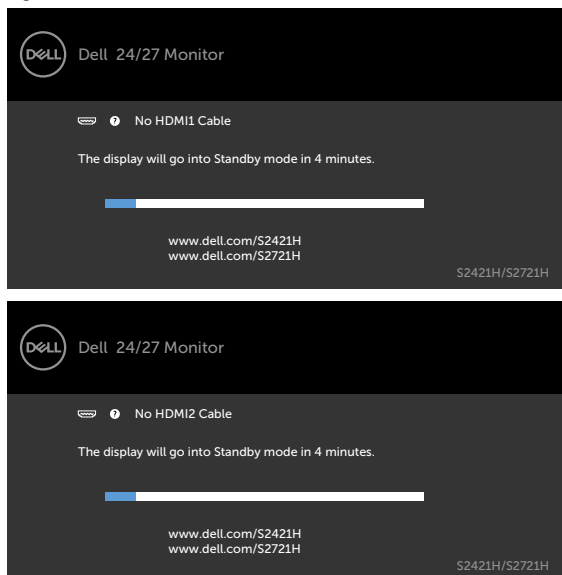 DELL Dell 24/27 Monitor
? No HDMI1 Cable
The display will go into Standby mode in 4 minutes.
www.dell.com/S2421H
www.dell.com/S2721H
S2421H/S2721H
DELL Dell 24/27 Monitor
? No HDMI2 Cable
The display will go into Standby mode in 4 minutes.
www.dell.com/S2421H
www.dell.com/S2721H
S2421H/S2721H